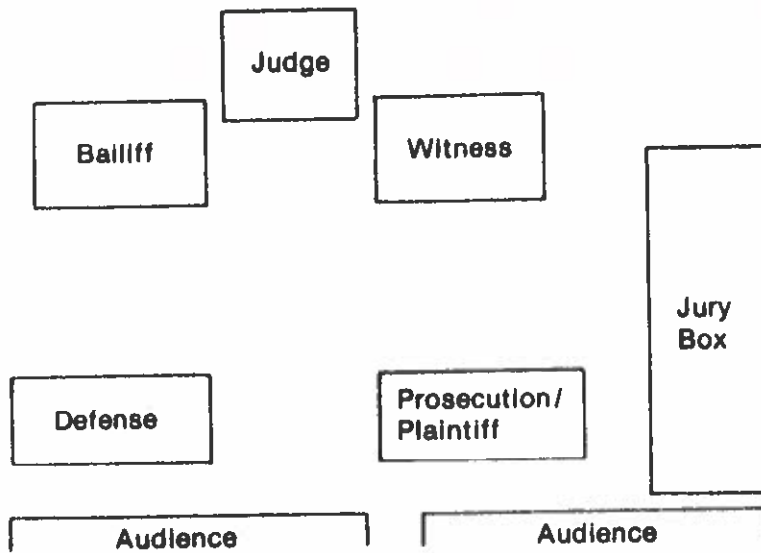 Judge
Bailiff
Witness
Jury
Box
Defense
Prosecution/
Plaintiff
Audience
Audience